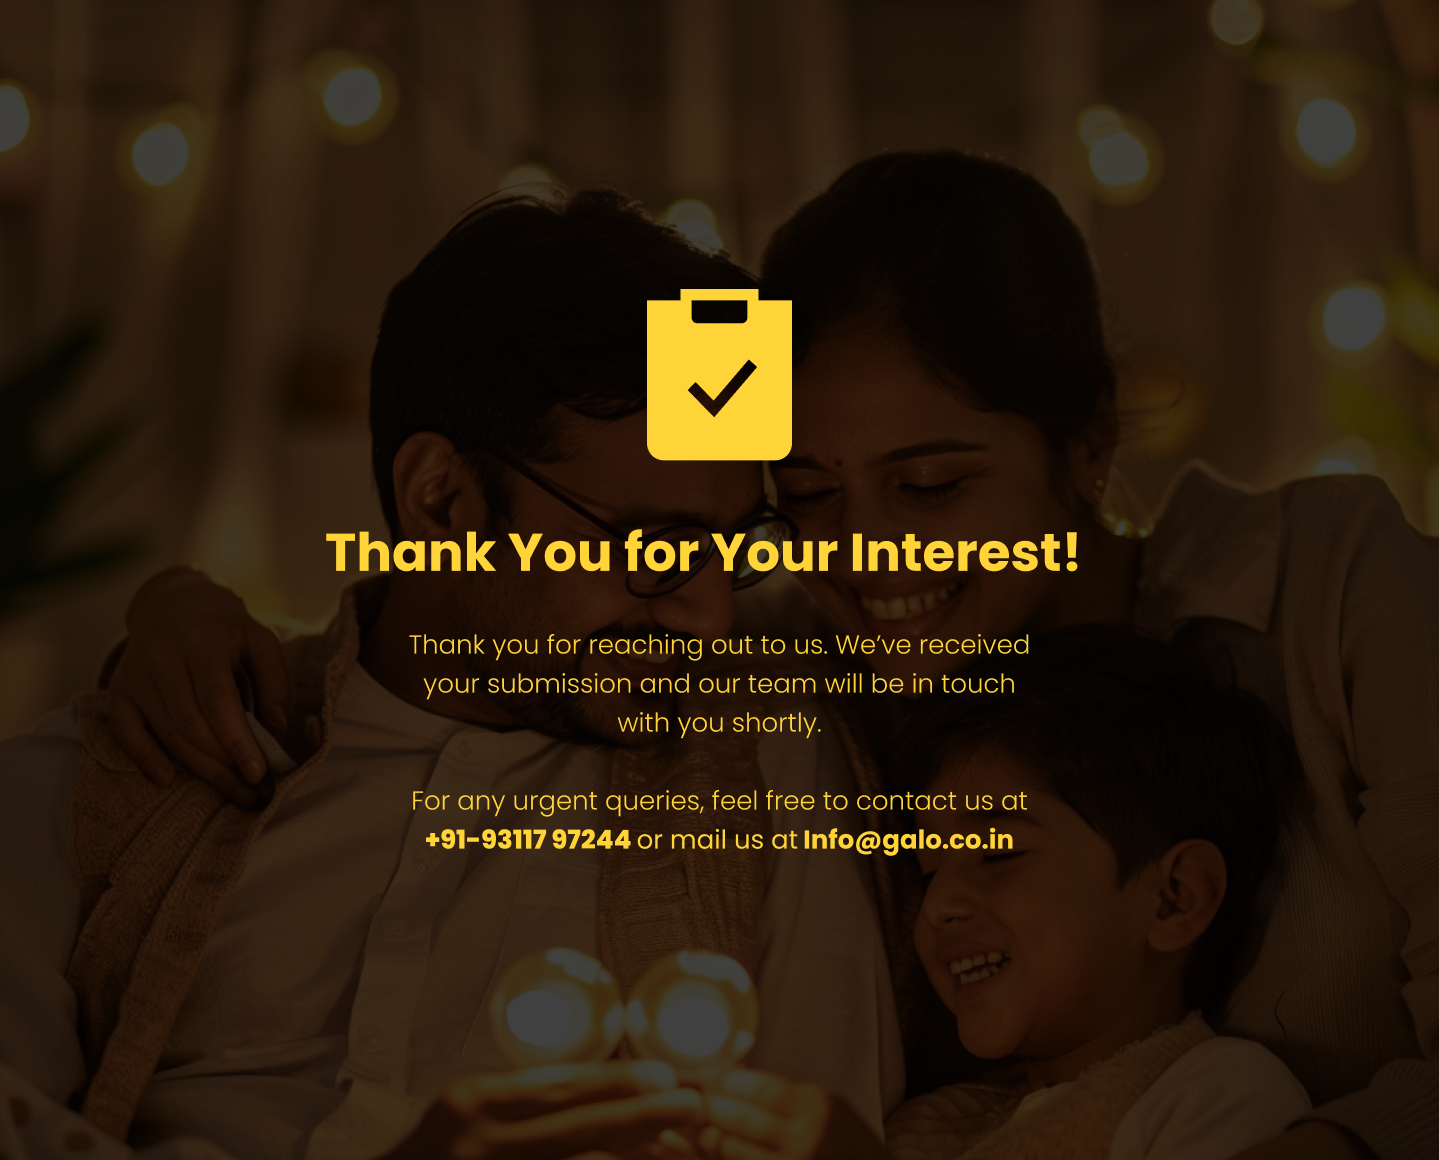 Thank You for Your Interest!
Thank you for reaching out to us. We’ve received
your submission and our team will be in touch
with you shortly.
For any urgent queries, feel free to contact us at
+91-93117 97244 or mail us at Info@galo.co.in